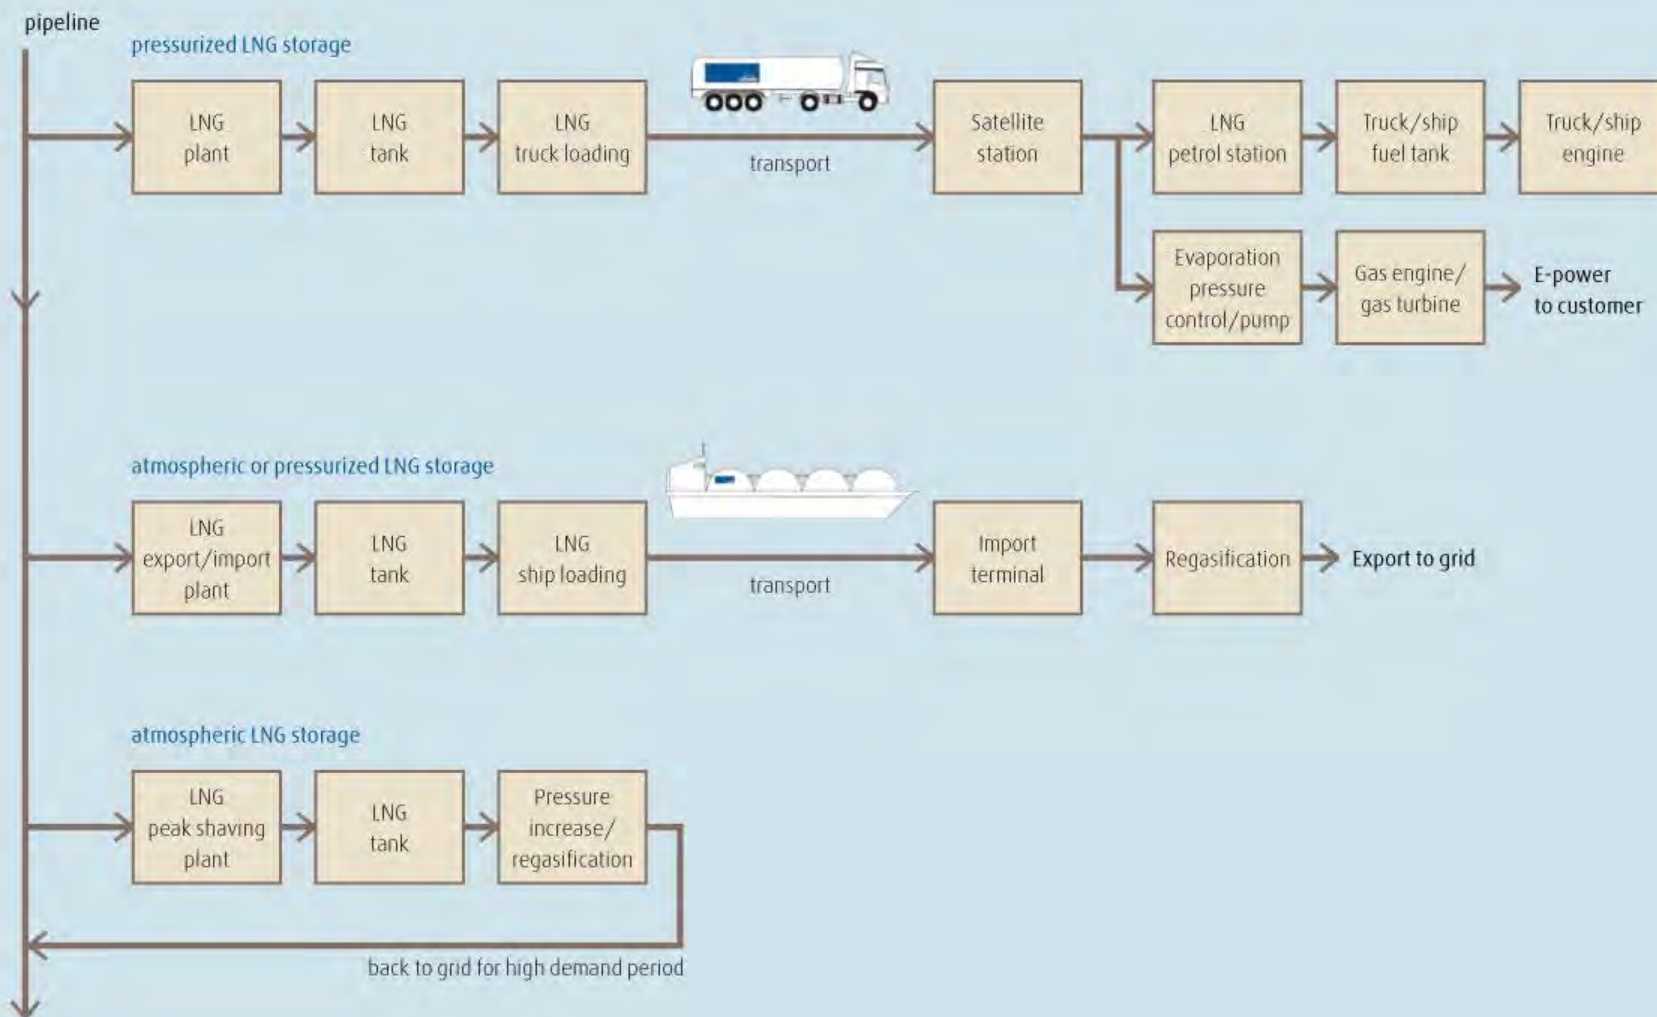 pipeline
pressurized LNG storage
LNG
plant
LNG
tank
LNG
truck loading
transport
Satellite
station
LNG
petrol station
Truck/ship
fuel tank
Truck/ship
engine
Evaporation
pressure
control/pump
Gas engine/
gas turbine
E-power
to customer
atmospheric or pressurized LNG storage
LNG
export/import
plant
LNG
tank
LNG
ship loading
transport
Import
terminal
Regasification
Export to grid
atmospheric LNG storage
LNG
peak shaving
plant
LNG
tank
Pressure
increase/
regasification
back to grid for high demand period